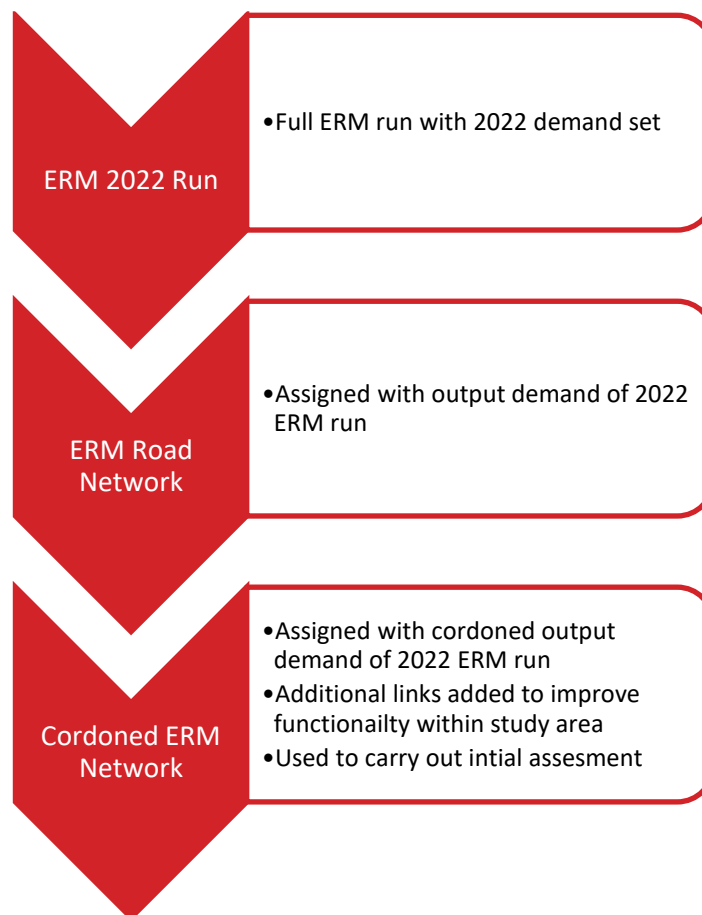 ERM 2022 Run
•Full ERM run with 2022 demand set
ERM Road
Network
•Assigned with output demand of 2022
ERM run
Cordoned ERM
Network
•Assigned with cordoned output
demand of 2022 ERM run
•Additional links added to improve
functionailty within study area
•Used to carry out intial assesment